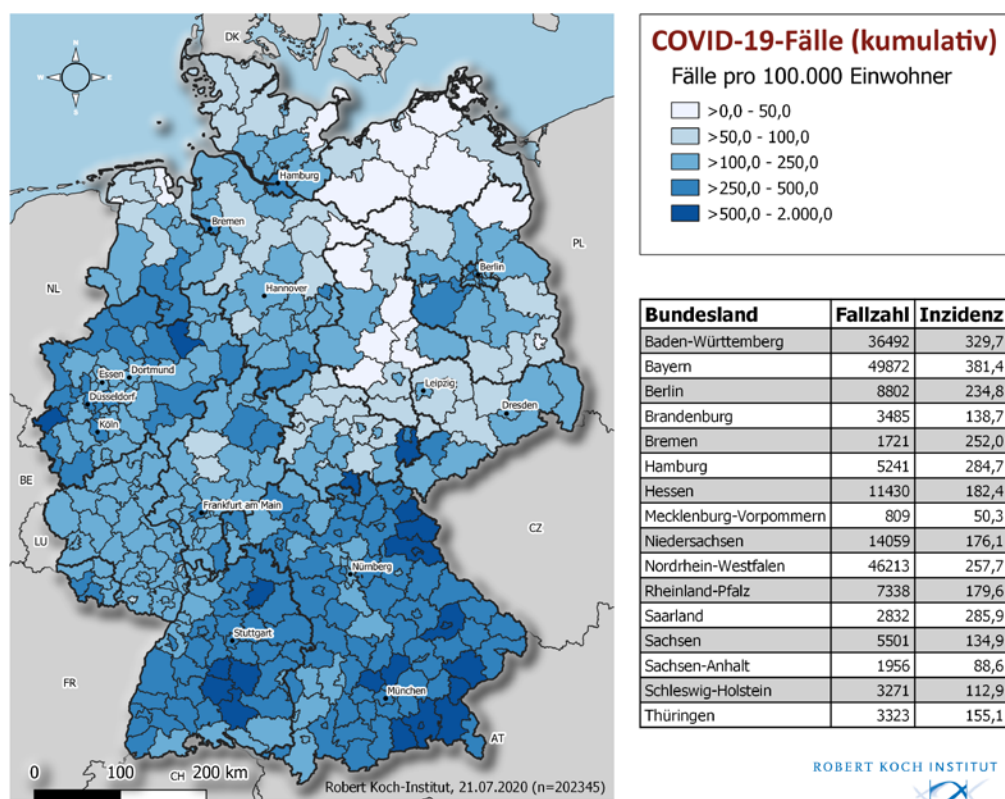 DK
N
W
E
S
Hamburg
Bremen
PL
Berlin
NL
Hannover
Essen
Dortmund
Düsseldorf
Leipzig
Dresden
Köln
BE
Frankfurt am Main
LU
CZ
Nürnberg
Stuttgart
FR
München
AT
0 100 200 km
CH
Robert Koch-Institut, 21.07.2020 (n=202345)
COVID-19-Fälle (kumulativ)
Fälle pro 100.000 Einwohner
>0,0 - 50,0
>50,0 - 100,0
>100,0 - 250,0
>250,0 - 500,0
>500,0 - 2.000,0
Bundesland Fallzahl Inzidenz
Baden-Württemberg 36492 329,7
Bayern 49872 381,4
Berlin 8802 234,8
Brandenburg 3485 138,7
Bremen 1721 252,0
Hamburg 5241 284,7
Hessen 11430 182,4
Mecklenburg-Vorpommern 809 50,3
Niedersachsen 14059 176,1
Nordrhein-Westfalen 46213 257,7
Rheinland-Pfalz 7338 179,6
Saarland 2832 285,9
Sachsen 5501 134,9
Sachsen-Anhalt 1956 88,6
Schleswig-Holstein 3271 112,9
Thüringen 3323 155,1
ROBERT KOCH INSTITUT